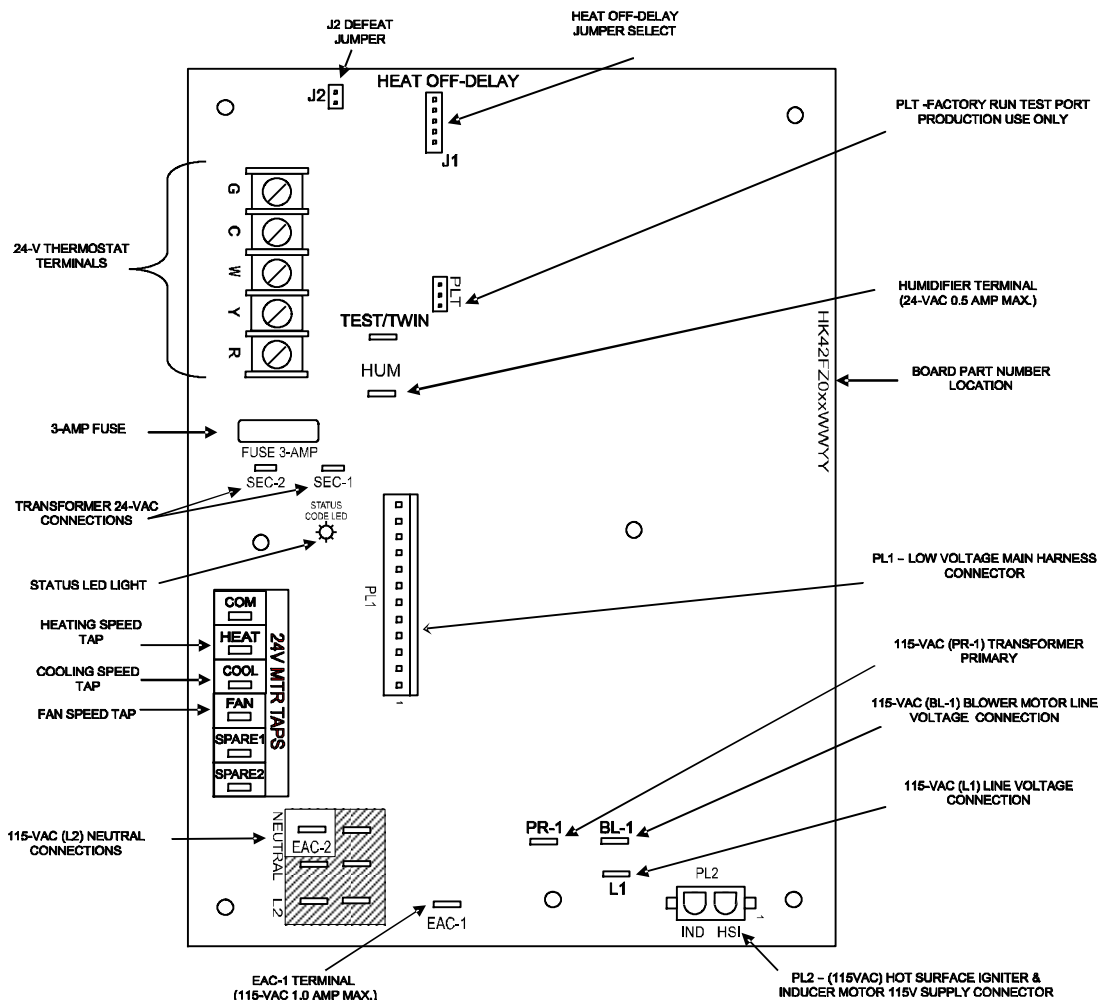 J2 DEFEAT
JUMPER
HEAT OFF-DELAY
JUMPER SELECT
J2
HEAT OFF-DELAY
J1
PLT -FACTORY RUN TEST PORT
PRODUCTION USE ONLY
24-V THERMOSTAT
TERMINALS
G
C
W
Y
R
PLT
TEST/TWIN
HUM
HUMIDIFIER TERMINAL
(24-VAC 0.5 AMP MAX.)
HK42FZ0xxWWYY
BOARD PART NUMBER
LOCATION
3-AMP FUSE
FUSE 3-AMP
SEC-2
SEC-1
TRANSFORMER 24-VAC
CONNECTIONS
STATUS
CODE LED
STATUS LED LIGHT
PL1
1
PL1 – LOW VOLTAGE MAIN HARNESS
CONNECTOR
COM
HEAT
COOL
FAN
SPARE1
SPARE2
24V MTR TAPS
HEATING SPEED
TAP
COOLING SPEED
TAP
FAN SPEED TAP
115-VAC (PR-1) TRANSFORMER
PRIMARY
115-VAC (BL-1) BLOWER MOTOR LINE
VOLTAGE CONNECTION
115-VAC (L1) LINE VOLTAGE
CONNECTION
115-VAC (L2) NEUTRAL
CONNECTIONS
NEUTRAL L2
EAC-2
PR-1
BL-1
L1
PL2
1
IND HSI
EAC-1
EAC-1 TERMINAL
(115-VAC 1.0 AMP MAX.)
PL2 – (115VAC) HOT SURFACE IGNITER &
INDUCER MOTOR 115V SUPPLY CONNECTOR